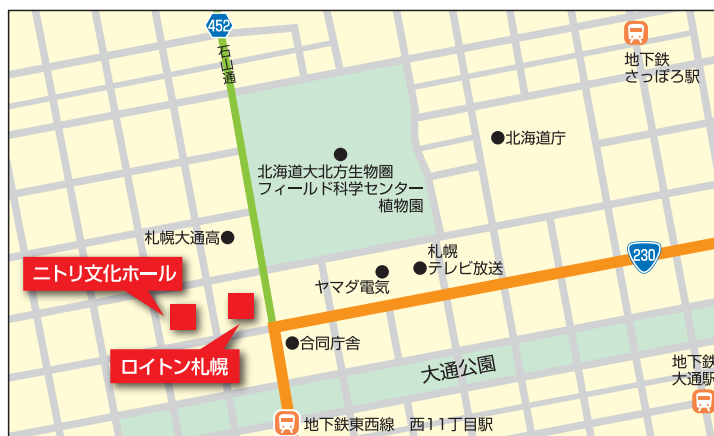 452
石山通
地下鉄
さっぽろ駅
北海道庁
北海道大北方生物圏
フィールド科学センター
植物園
札幌大通高
札幌
テレビ放送
230
ニトリ文化ホール
ヤマダ電気
合同庁舎
ロイトン札幌
大通公園
地下鉄
大通駅
地下鉄東西線 西11丁目駅